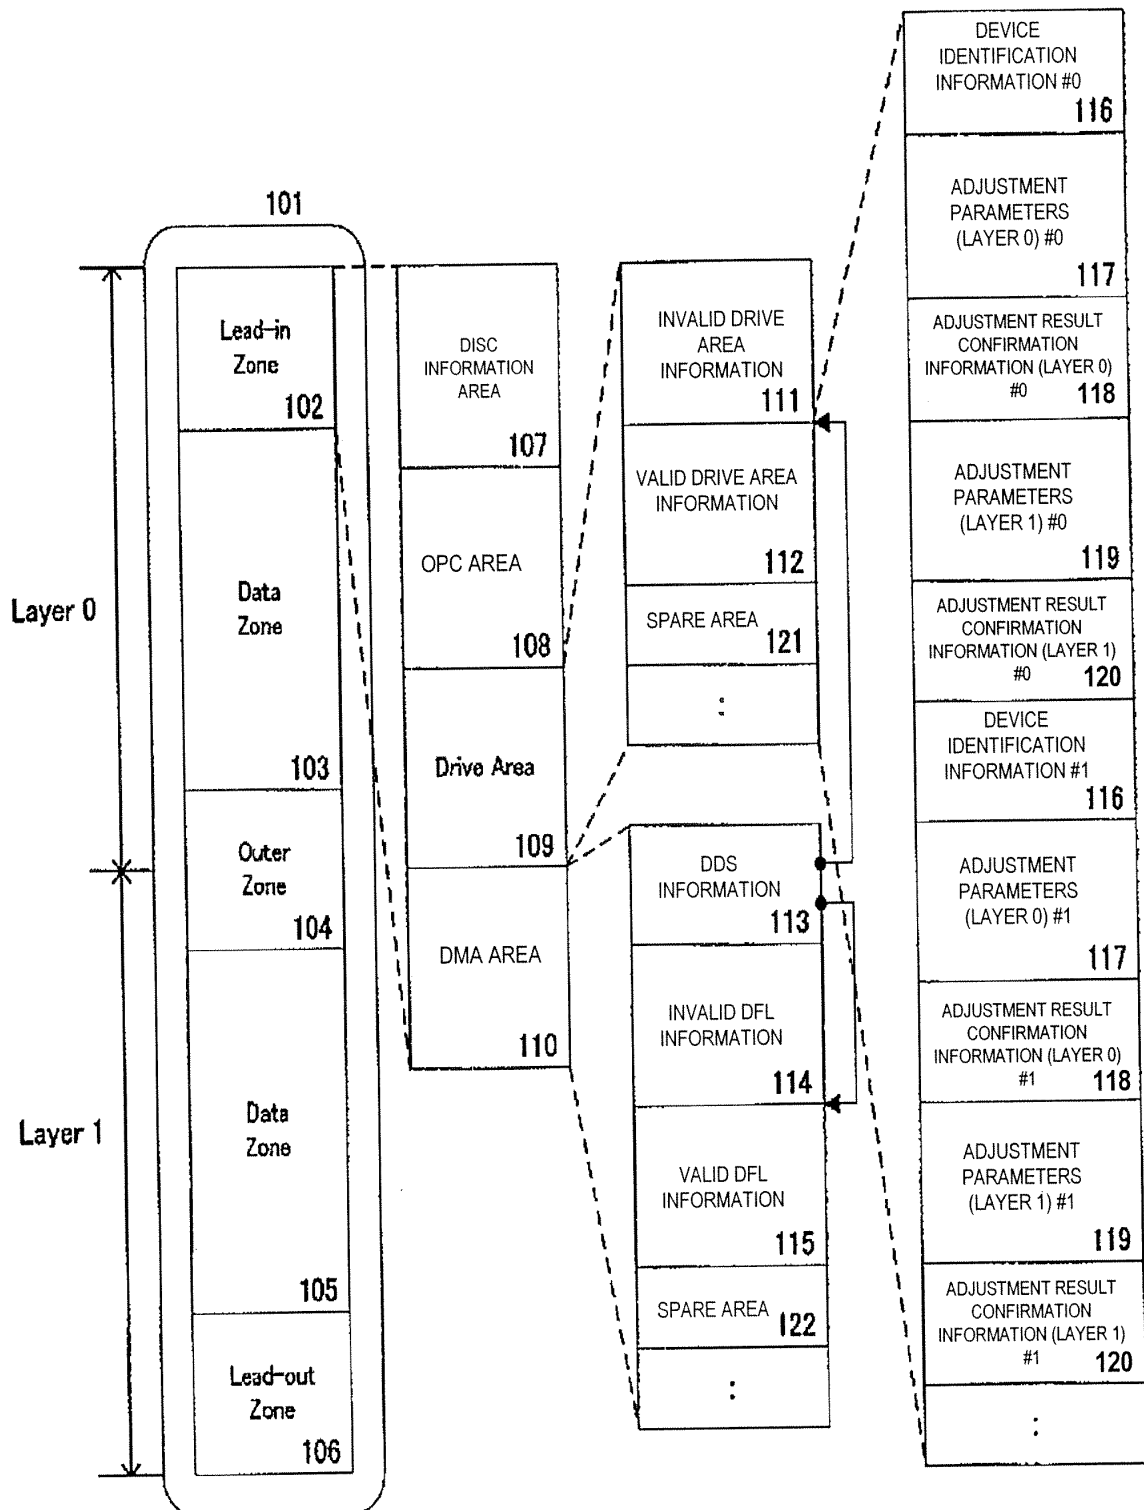 101
Layer 0
Layer 1
Lead-in
Zone
102
Data
Zone
103
Outer
Zone
104
Data
Zone
105
Lead-out
Zone
106
DISC
INFORMATION
AREA
107
OPC AREA
108
Drive Area
109
DMA AREA
110
INVALID DRIVE
AREA
INFORMATION
111
VALID DRIVE AREA
INFORMATION
112
SPARE AREA
121
:
DDS
INFORMATION
113
INVALID DFL
INFORMATION
114
VALID DFL
INFORMATION
115
SPARE AREA
122
:
DEVICE
IDENTIFICATION
INFORMATION #0
116
ADJUSTMENT
PARAMETERS
(LAYER 0) #0
117
ADJUSTMENT RESULT
CONFIRMATION
INFORMATION (LAYER 0)
#0
118
ADJUSTMENT
PARAMETERS
(LAYER 1) #0
119
ADJUSTMENT RESULT
CONFIRMATION
INFORMATION (LAYER 1)
#0
120
DEVICE
IDENTIFICATION
INFORMATION #1
116
ADJUSTMENT
PARAMETERS
(LAYER 0) #1
117
ADJUSTMENT RESULT
CONFIRMATION
INFORMATION (LAYER 0)
#1
118
ADJUSTMENT
PARAMETERS
(LAYER 1) #1
119
ADJUSTMENT RESULT
CONFIRMATION
INFORMATION (LAYER 1)
#1
120
: